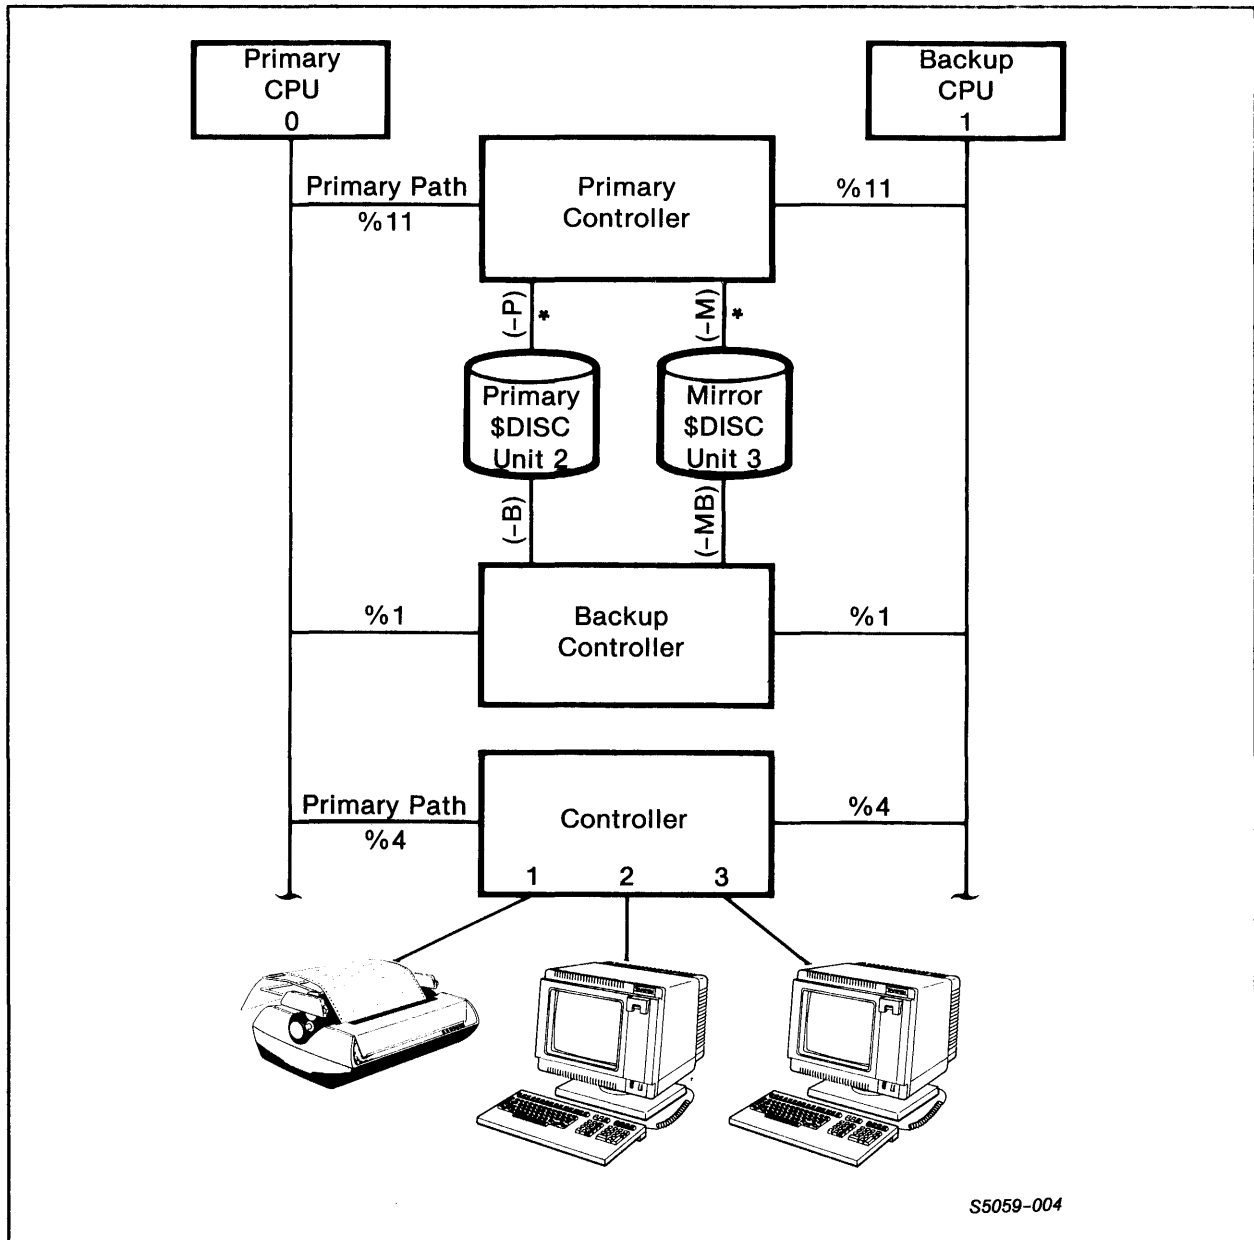 Primary
CPU
0
Backup
CPU
1
Primary Path
%11
Primary
Controller
%11
(-P)
*
(-M)
*
Primary
$DISC
Unit 2
Mirror
$DISC
Unit 3
(-B)
(-MB)
%1
Backup
Controller
%1
Primary Path
%4
Controller
%4
1
2
3
S5059-004